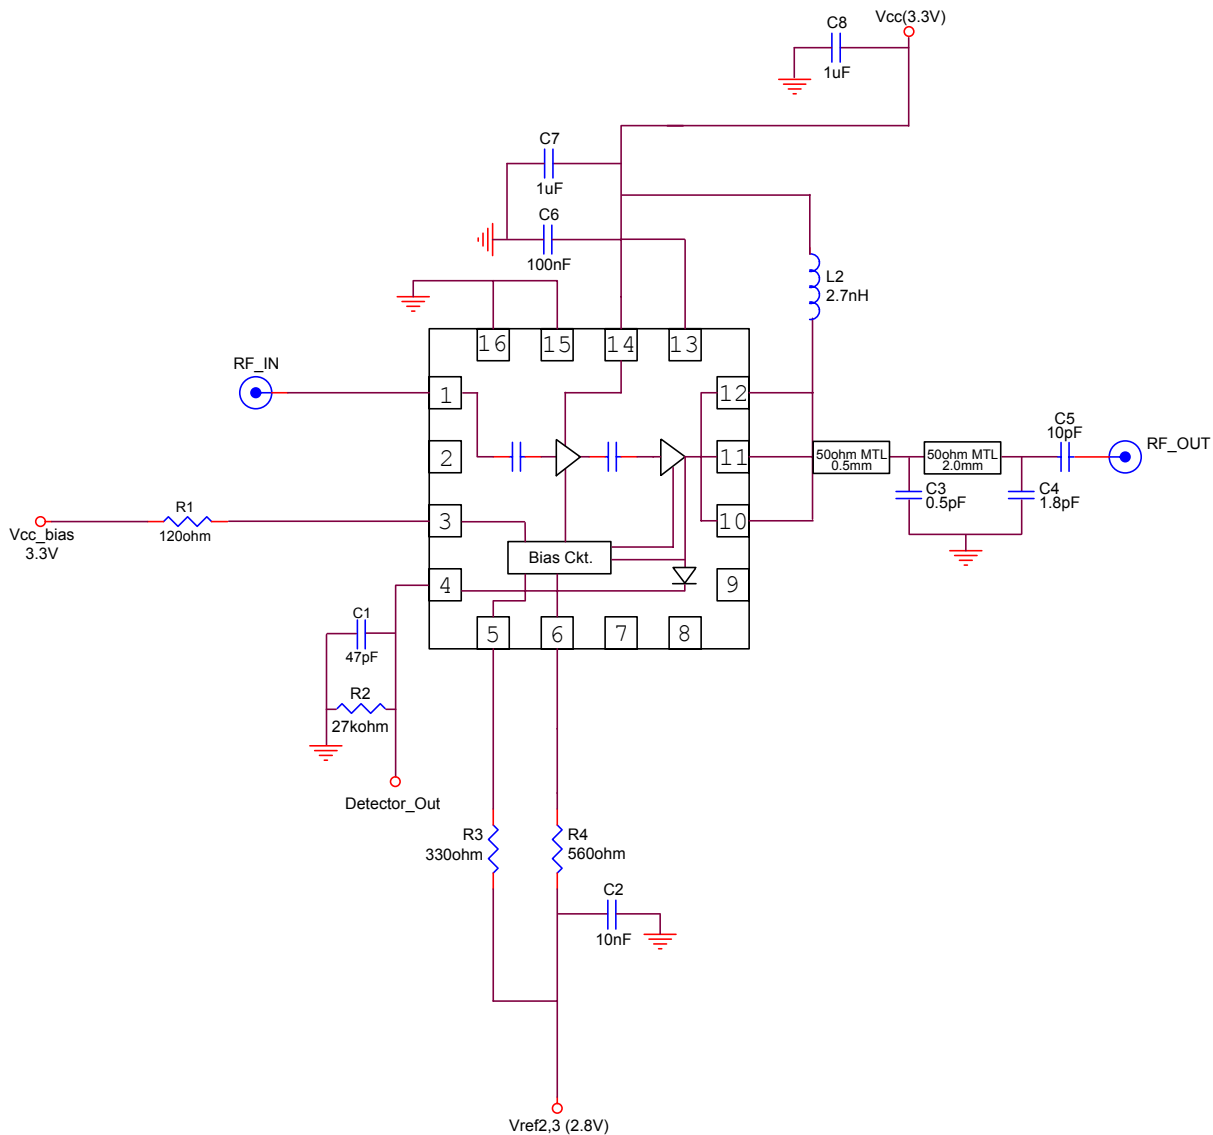 Vcc(3.3V)
C8
1uF
C7
1uF
C6
100nF
L2
2.7nH
16
15
14
13
RF_IN
1
12
C5
10pF
RF_OUT
2
11
50ohm MTL
0.5mm
50ohm MTL
2.0mm
C3
0.5pF
C4
1.8pF
R1
120ohm
Vcc_bias
3.3V
3
10
Bias Ckt.
4
9
C1
47pF
5
6
7
8
R2
27kohm
Detector_Out
R3
330ohm
R4
560ohm
C2
10nF
Vref2,3 (2.8V)